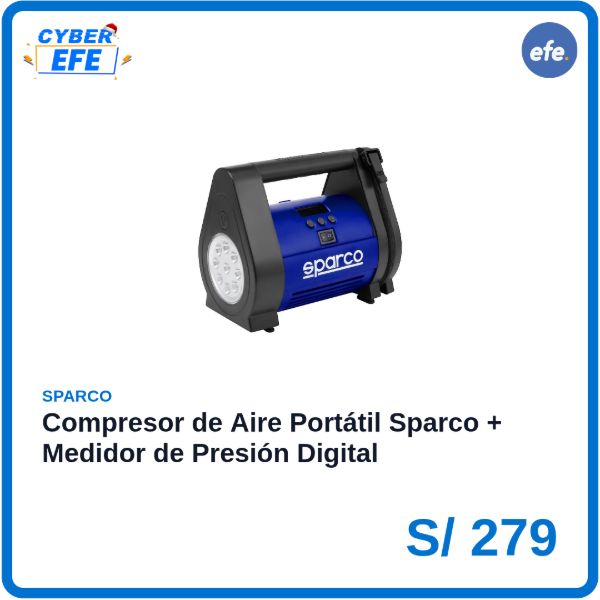 CYBER
EFE
efe.
sparco
SPARCO
Compresor de Aire Portátil Sparco +
Medidor de Presión Digital
S/ 279